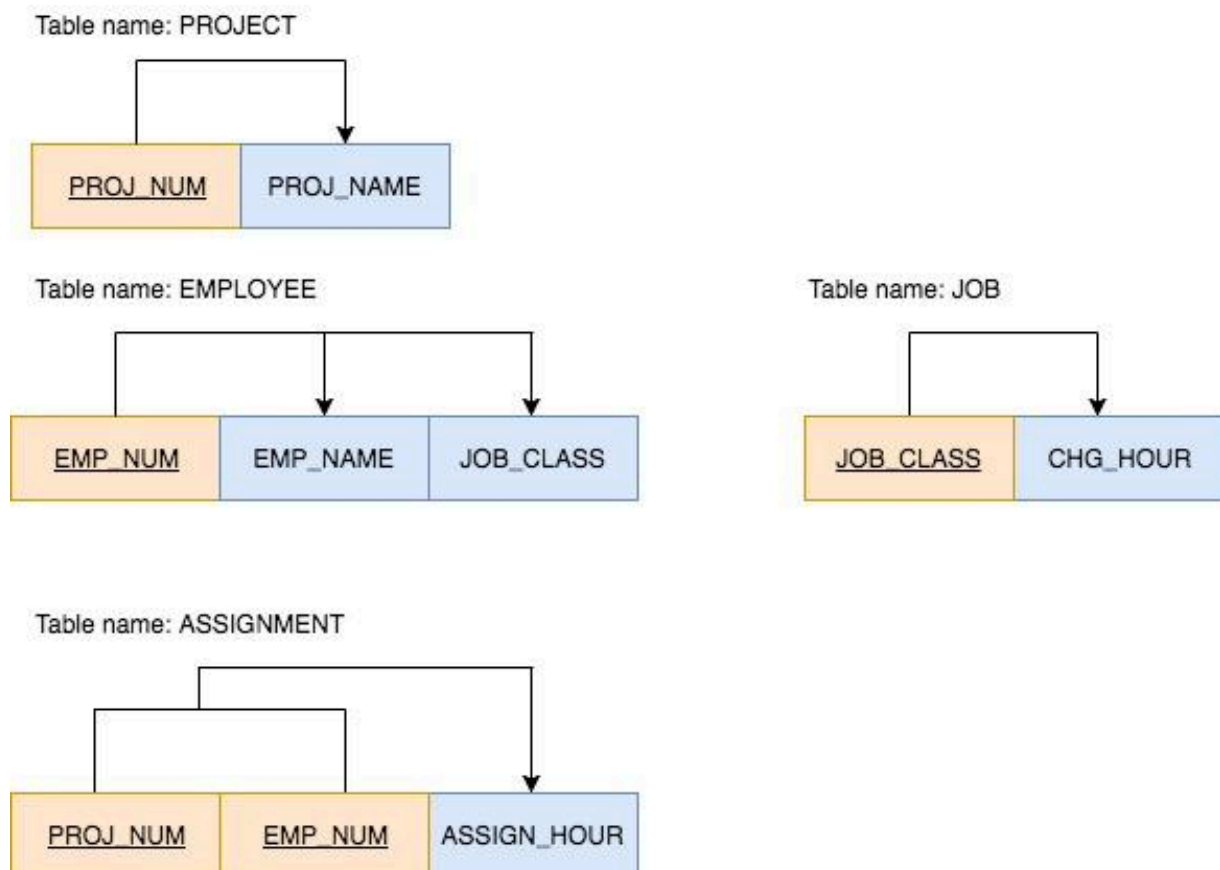 Table name: PROJECT
PROJ_NUM PROJ_NAME
Table name: EMPLOYEE
EMP_NUM EMP_NAME JOB_CLASS
Table name: JOB
JOB_CLASS CHG_HOUR
Table name: ASSIGNMENT
PROJ_NUM EMP_NUM ASSIGN_HOUR